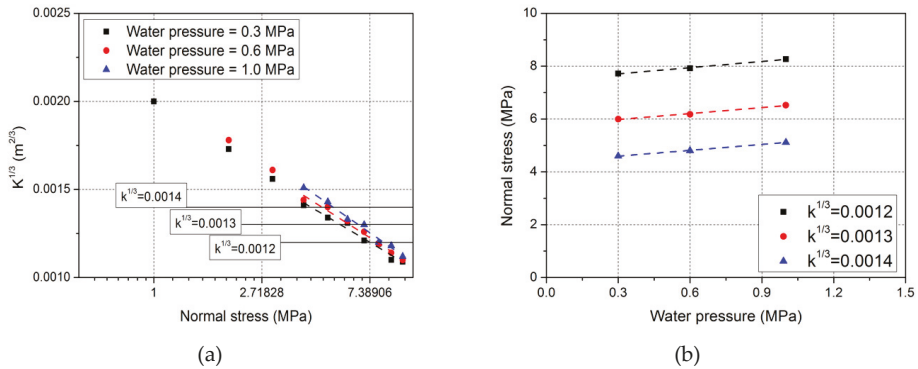 0.0025
0.0020
0.0015
0.0010
K^1/3 (m^2/3)
Water pressure = 0.3 MPa
Water pressure = 0.6 MPa
Water pressure = 1.0 MPa
k^1/3=0.0014
k^1/3=0.0013
k^1/3=0.0012
1 2.71828 7.38906
Normal stress (MPa)
(a)
10
8
6
4
2
0
Normal stress (MPa)
k^1/3=0.0012
k^1/3=0.0013
k^1/3=0.0014
0.0 0.3 0.6 0.9 1.2 1.5
Water pressure (MPa)
(b)